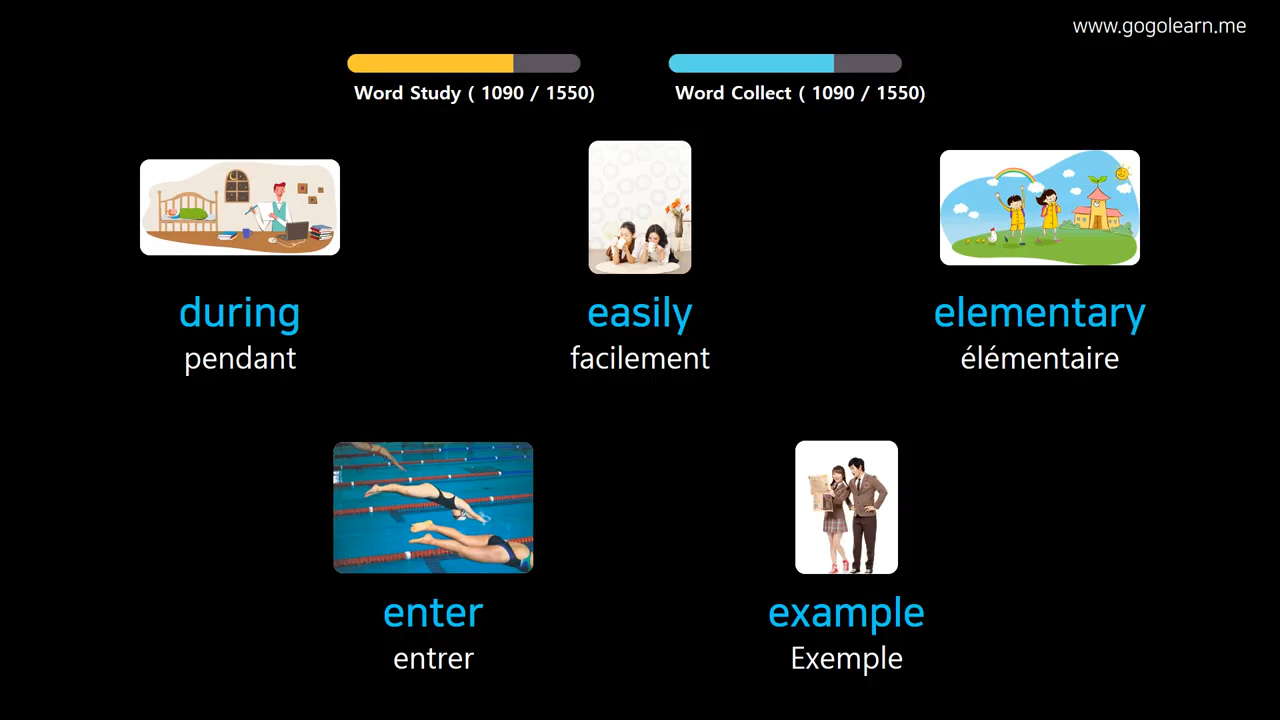 www.gogolearn.me
Word Study ( 1090 / 1550)
Word Collect ( 1090 / 1550)
during
pendant
easily
facilement
elementary
élémentaire
enter
entrer
example
Exemple